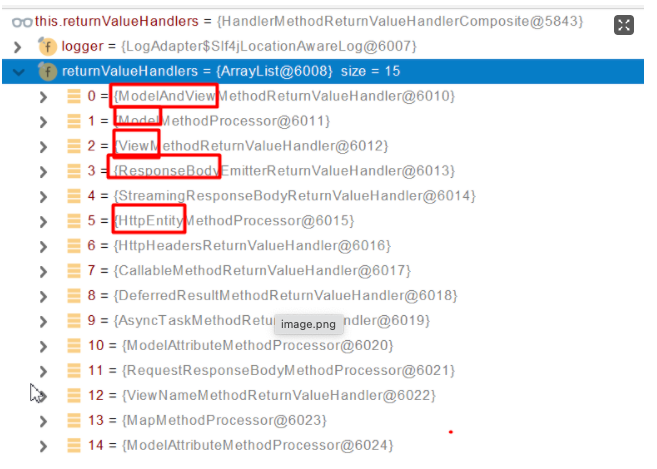 this.returnValueHandlers = {HandlerMethodReturnValueHandlerComposite@5843}
f logger = {LogAdapter$Slf4jLocationAwareLog@6007}
f returnValueHandlers = {ArrayList@6008} size = 15
0 = {ModelAndViewMethodReturnValueHandler@6010}
1 = {ModelMethodProcessor@6011}
2 = {ViewMethodReturnValueHandler@6012}
3 = {ResponseBodyEmitterReturnValueHandler@6013}
4 = {StreamingResponseBodyReturnValueHandler@6014}
5 = {HttpEntityMethodProcessor@6015}
6 = {HttpHeadersReturnValueHandler@6016}
7 = {CallableMethodReturnValueHandler@6017}
8 = {DeferredResultMethodReturnValueHandler@6018}
9 = {AsyncTaskMethodRetu image.png ndler@6019}
10 = {ModelAttributeMethodProcessor@6020}
11 = {RequestResponseBodyMethodProcessor@6021}
12 = {ViewNameMethodReturnValueHandler@6022}
13 = {MapMethodProcessor@6023}
14 = {ModelAttributeMethodProcessor@6024}